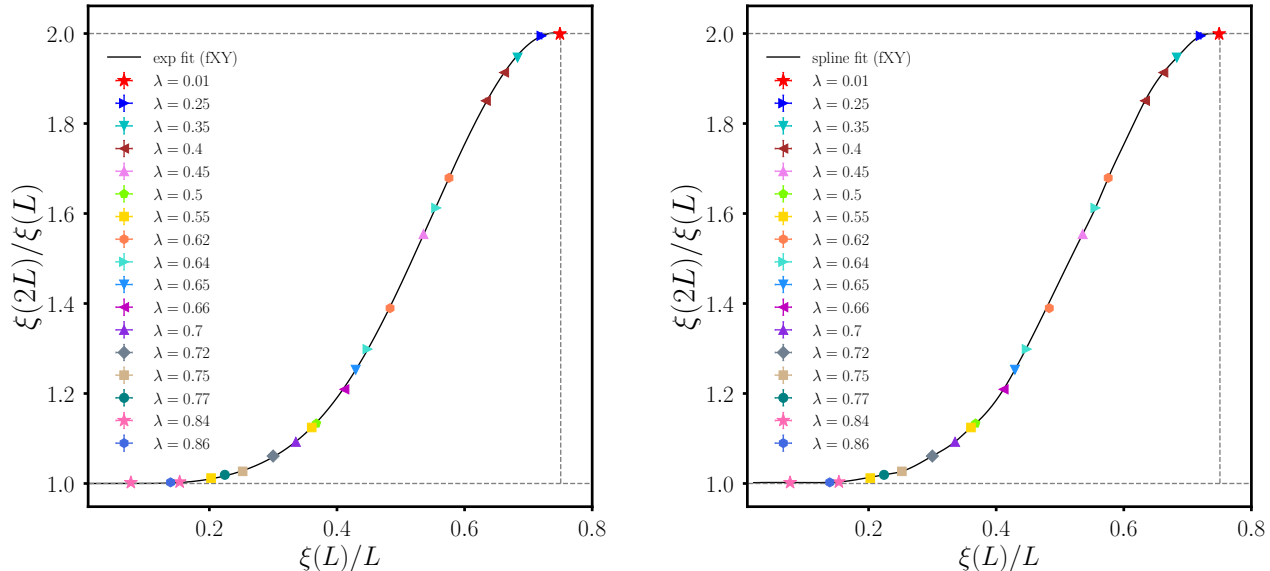 2.0
1.8
1.6
1.4
1.2
1.0
ξ(2L)/ξ(L)
exp fit (fXY)
λ = 0.01
λ = 0.25
λ = 0.35
λ = 0.4
λ = 0.45
λ = 0.5
λ = 0.55
λ = 0.62
λ = 0.64
λ = 0.65
λ = 0.66
λ = 0.7
λ = 0.72
λ = 0.75
λ = 0.77
λ = 0.84
λ = 0.86
0.2 0.4 0.6 0.8
ξ(L)/L
2.0
1.8
1.6
1.4
1.2
1.0
ξ(2L)/ξ(L)
spline fit (fXY)
λ = 0.01
λ = 0.25
λ = 0.35
λ = 0.4
λ = 0.45
λ = 0.5
λ = 0.55
λ = 0.62
λ = 0.64
λ = 0.65
λ = 0.66
λ = 0.7
λ = 0.72
λ = 0.75
λ = 0.77
λ = 0.84
λ = 0.86
0.2 0.4 0.6 0.8
ξ(L)/L